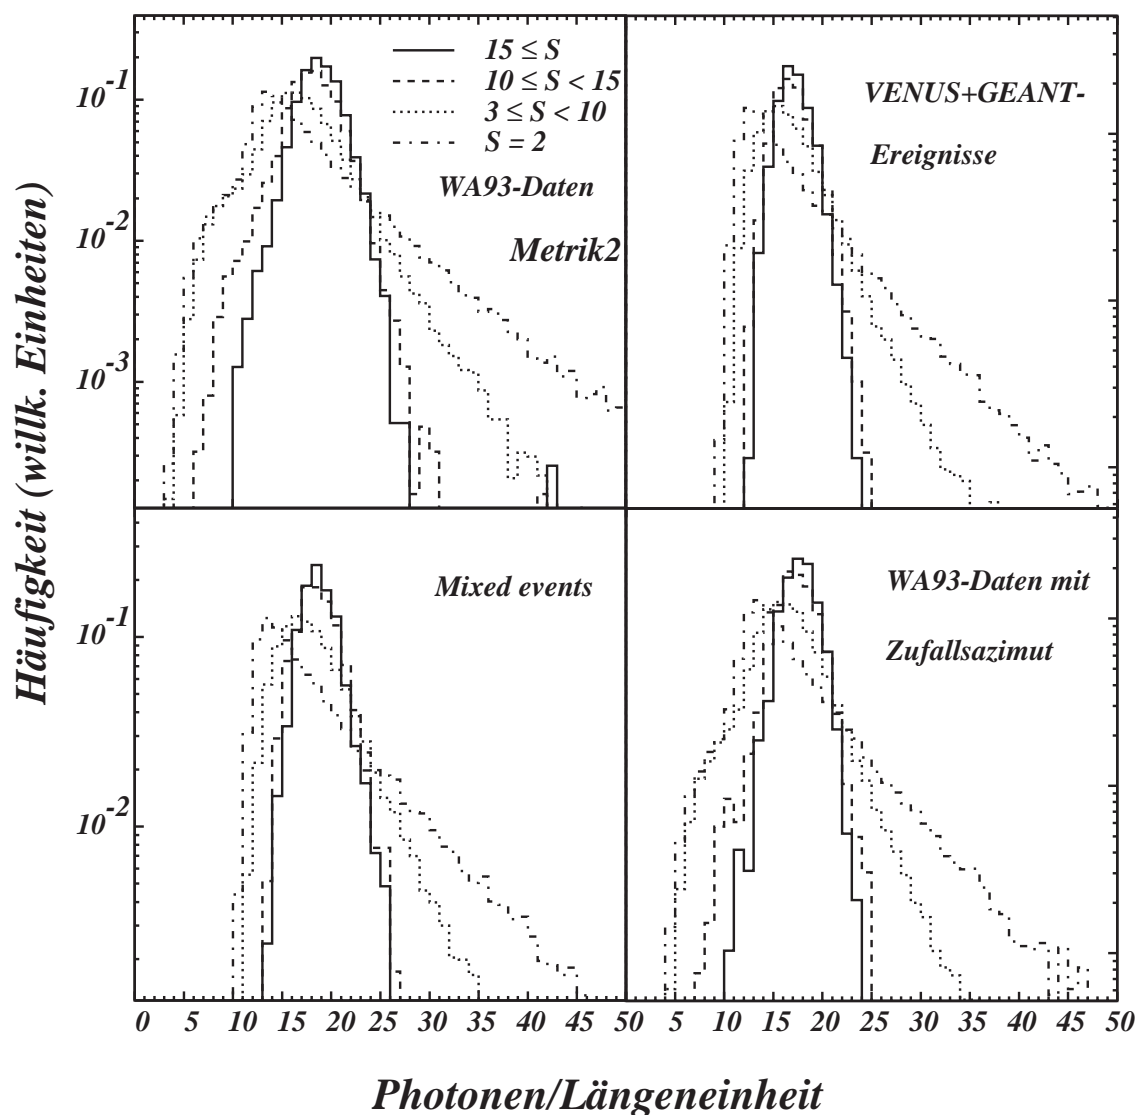 15 ≤ S
10 ≤ S < 15
3 ≤ S < 10
S = 2
WA93-Daten
Metrik2
VENUS+GEANT-
Ereignisse
Mixed events
WA93-Daten mit
Zufallsazimut
10^-1
10^-2
10^-3
10^-1
10^-2
Häufigkeit (willk. Einheiten)
0 5 10 15 20 25 30 35 40 45 50 5 10 15 20 25 30 35 40 45 50
Photonen/Längeneinheit